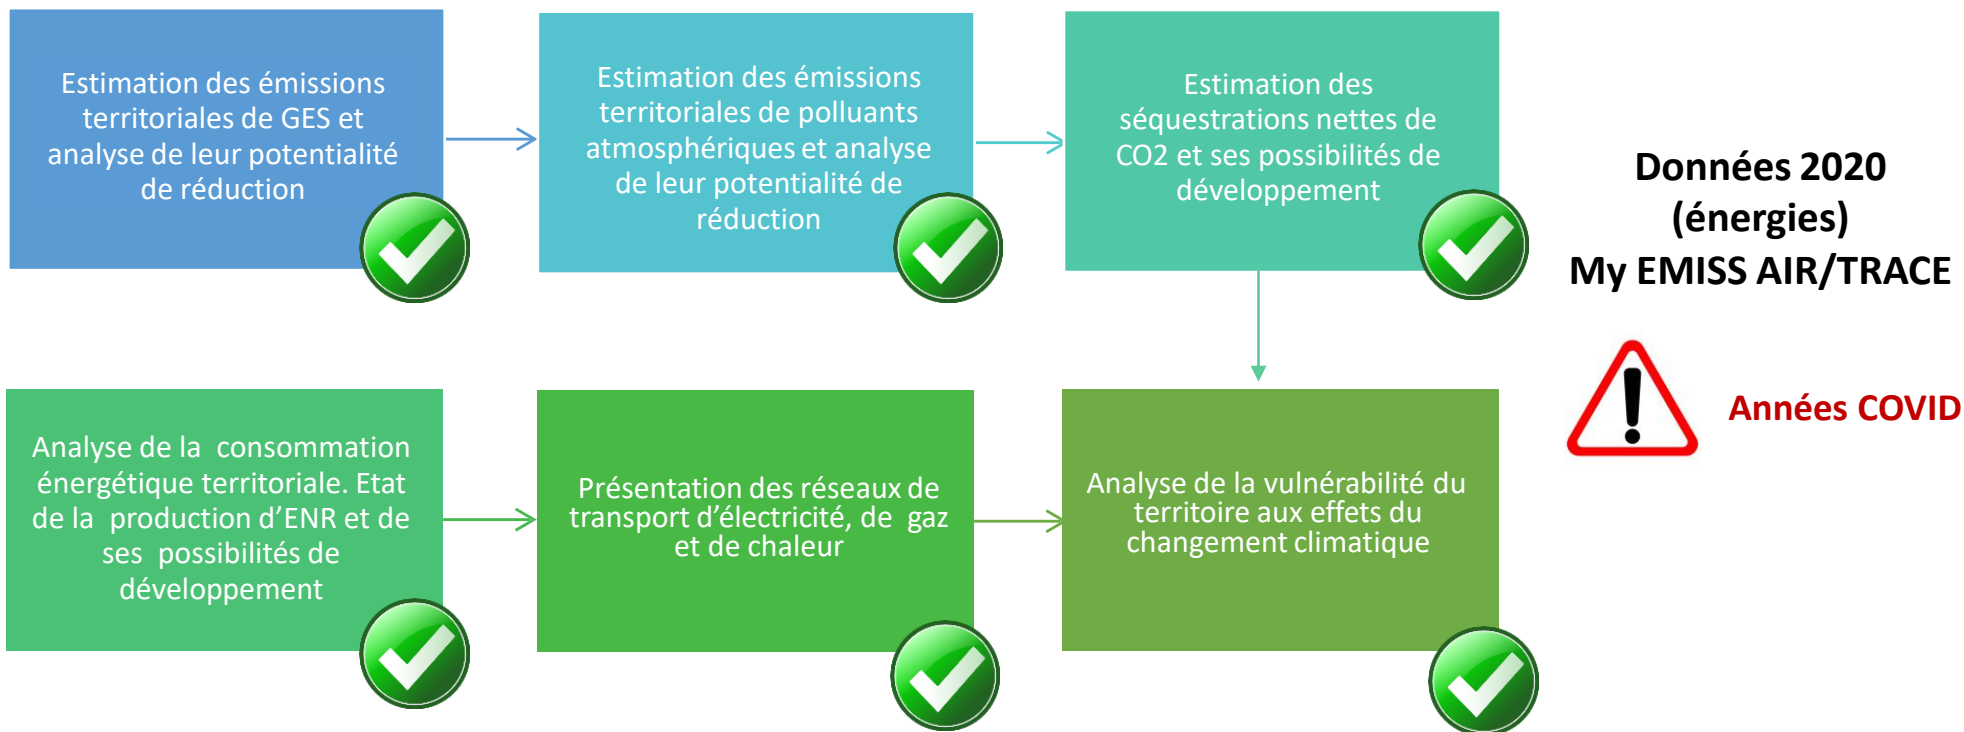 Estimation des émissions
territoriales de GES et
analyse de leur potentialité
de réduction
Estimation des émissions
territoriales de polluants
atmosphériques et analyse
de leur potentialité de
réduction
Estimation des
séquestrations nettes de
CO2 et ses possibilités de
développement
Données 2020
(énergies)
My EMISS AIR/TRACE
Années COVID
Analyse de la consommation
énergétique territoriale. Etat
de la production d’ENR et de
ses possibilités de
développement
Présentation des réseaux de
transport d’électricité, de gaz
et de chaleur
Analyse de la vulnérabilité du
territoire aux effets du
changement climatique